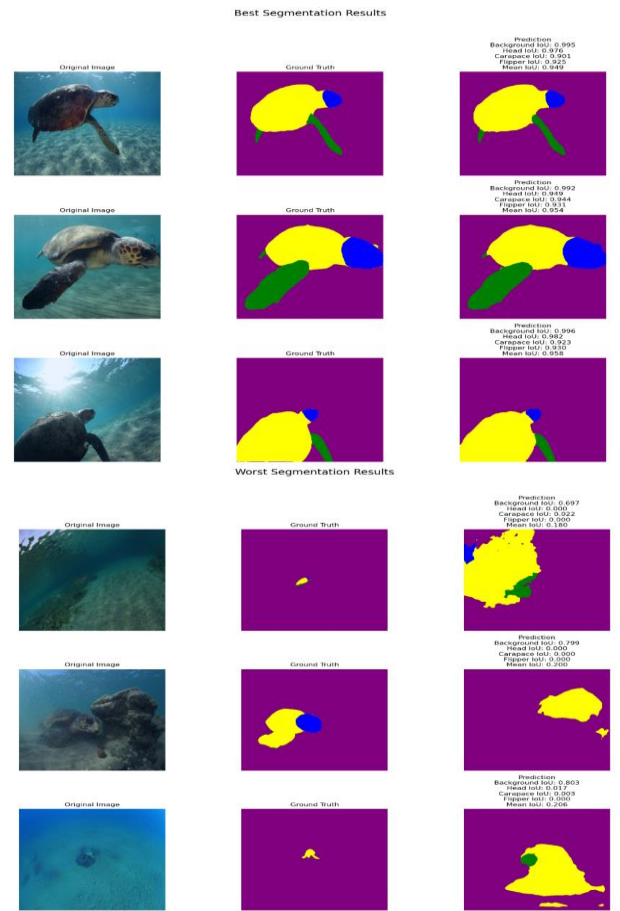 Best Segmentation Results
Original Image
Ground Truth
Prediction
Background IoU: 0.995
Head IoU: 0.976
Carapace IoU: 0.901
Flipper IoU: 0.925
Mean IoU: 0.949
Original Image
Ground Truth
Prediction
Background IoU: 0.992
Head IoU: 0.949
Carapace IoU: 0.944
Flipper IoU: 0.931
Mean IoU: 0.954
Original Image
Ground Truth
Prediction
Background IoU: 0.996
Head IoU: 0.982
Carapace IoU: 0.923
Flipper IoU: 0.930
Mean IoU: 0.958
Worst Segmentation Results
Original Image
Ground Truth
Prediction
Background IoU: 0.697
Head IoU: 0.000
Carapace IoU: 0.022
Flipper IoU: 0.000
Mean IoU: 0.180
Original Image
Ground Truth
Prediction
Background IoU: 0.799
Head IoU: 0.000
Carapace IoU: 0.000
Flipper IoU: 0.000
Mean IoU: 0.200
Original Image
Ground Truth
Prediction
Background IoU: 0.803
Head IoU: 0.017
Carapace IoU: 0.003
Flipper IoU: 0.000
Mean IoU: 0.206